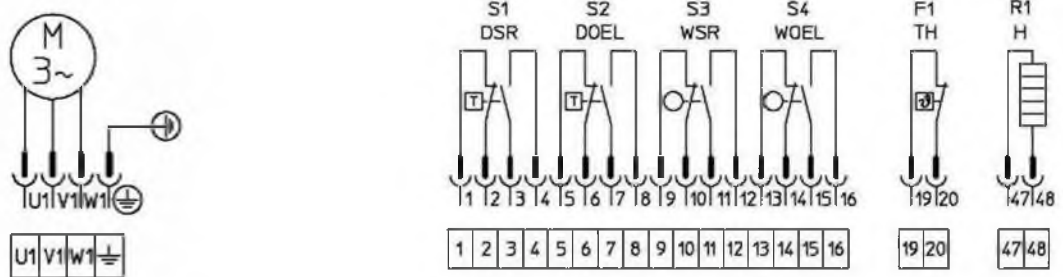 S1 S2 S3 S4 F1 R1
DSR DOEL WSR WOEL TH H
M
3~
T T ϑ
U1 V1 W1 1 2 3 4 5 6 7 8 9 10 11 12 13 14 15 16 19 20 47 48
U1 V1 W1 1 2 3 4 5 6 7 8 9 10 11 12 13 14 15 16 19 20 47 48